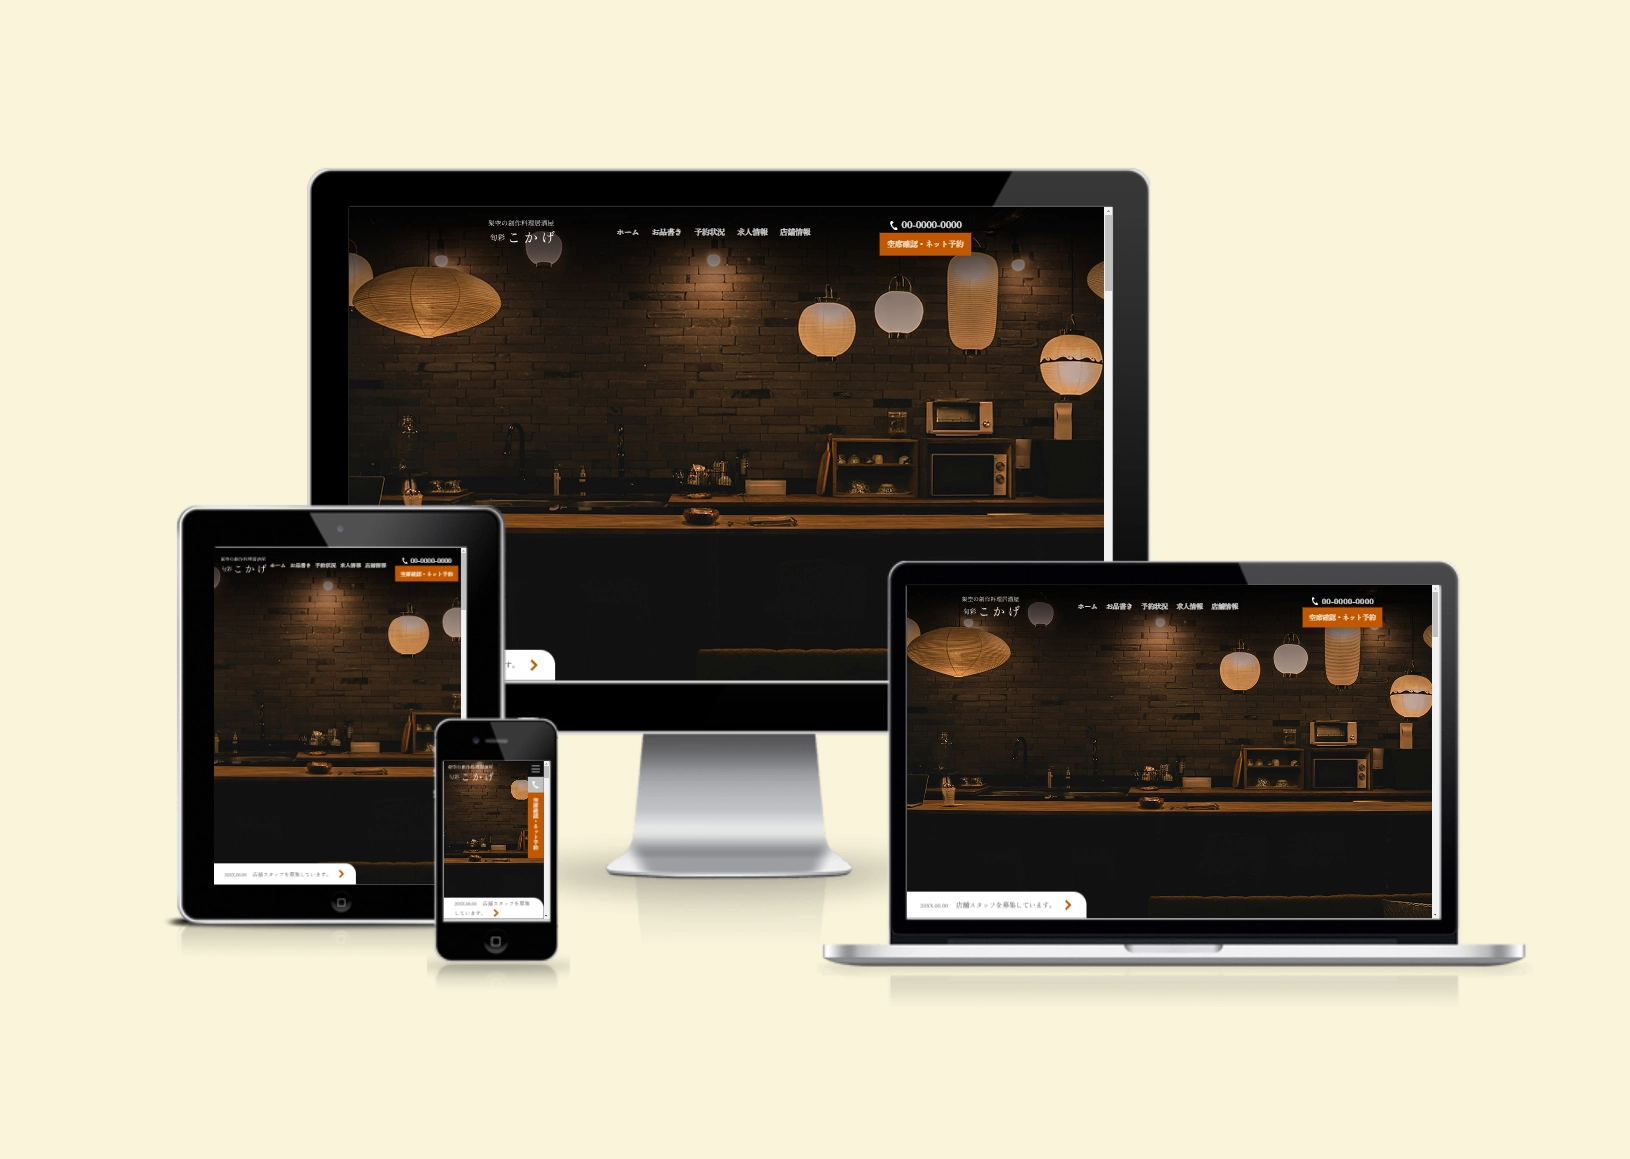 架空の創作料理居酒屋
旬彩 こかげ
ホーム お品書き 予約状況 求人情報 店舗情報
00-0000-0000
空席確認・ネット予約
す。
架空の創作料理居酒屋
旬彩 こかげ
ホーム お品書き 予約状況 求人情報 店舗情報
00-0000-0000
空席確認・ネット予約
20XX.00.00 店舗スタッフを募集しています。
架空の創作料理居酒屋
旬彩 こかげ
空席確認・ネット予約
20XX.00.00 店舗スタッフを募集
しています。
架空の創作料理居酒屋
旬彩 こかげ
ホーム お品書き 予約状況 求人情報 店舗情報
00-0000-0000
空席確認・ネット予約
20XX.00.00 店舗スタッフを募集しています。